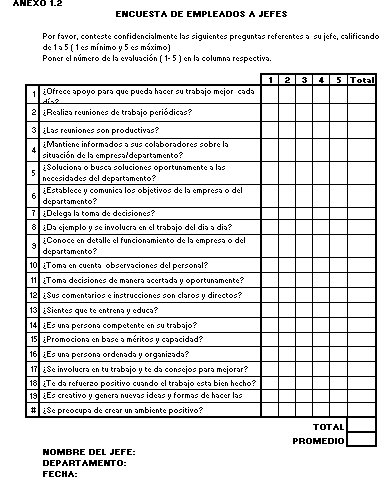 ANEXO 1.2
ENCUESTA DE EMPLEADOS A JEFES
Por favor, conteste confidencialmente las siguientes preguntas referentes a su jefe, calificando
de 1 a 5 ( 1 es mínimo y 5 es máximo)
Poner el número de la evaluación ( 1- 5 ) en la columna respectiva.
1 2 3 4 5 Total
1 ¿Ofrece apoyo para que pueda hacer su trabajo mejor cada
día?
2 ¿Realiza reuniones de trabajo periódicas?
3 ¿Las reuniones son productivas?
4 ¿Mantiene informados a sus colaboradores sobre la
situación de la empresa/departamento?
5 ¿Soluciona o busca soluciones oportunamente a las
necesidades del departamento?
6 ¿Establece y comunica los objetivos de la empresa o del
departamento?
7 ¿Delega la toma de decisiones?
8 ¿Da ejemplo y se involucra en el trabajo del día a día?
9 ¿Conoce en detalle el funcionamiento de la empresa o del
departamento?
10 ¿Toma en cuenta observaciones del personal?
11 ¿Toma decisiones de manera acertada y oportunamente?
12 ¿Sus comentarios e instrucciones son claros y directos?
13 ¿Sientes que te entrena y educa?
14 ¿Es una persona competente en su trabajo?
15 ¿Promociona en base a méritos y capacidad?
16 ¿Es una persona ordenada y organizada?
17 ¿Se involucra en tu trabajo y te da consejos para mejorar?
18 ¿Te da refuerzo positivo cuando el trabajo esta bien hecho?
19 ¿Es creativo y genera nuevas ideas y formas de hacer las
# ¿Se preocupa de crear un ambiente positivo?
TOTAL
PROMEDIO
NOMBRE DEL JEFE:
DEPARTAMENTO:
FECHA: